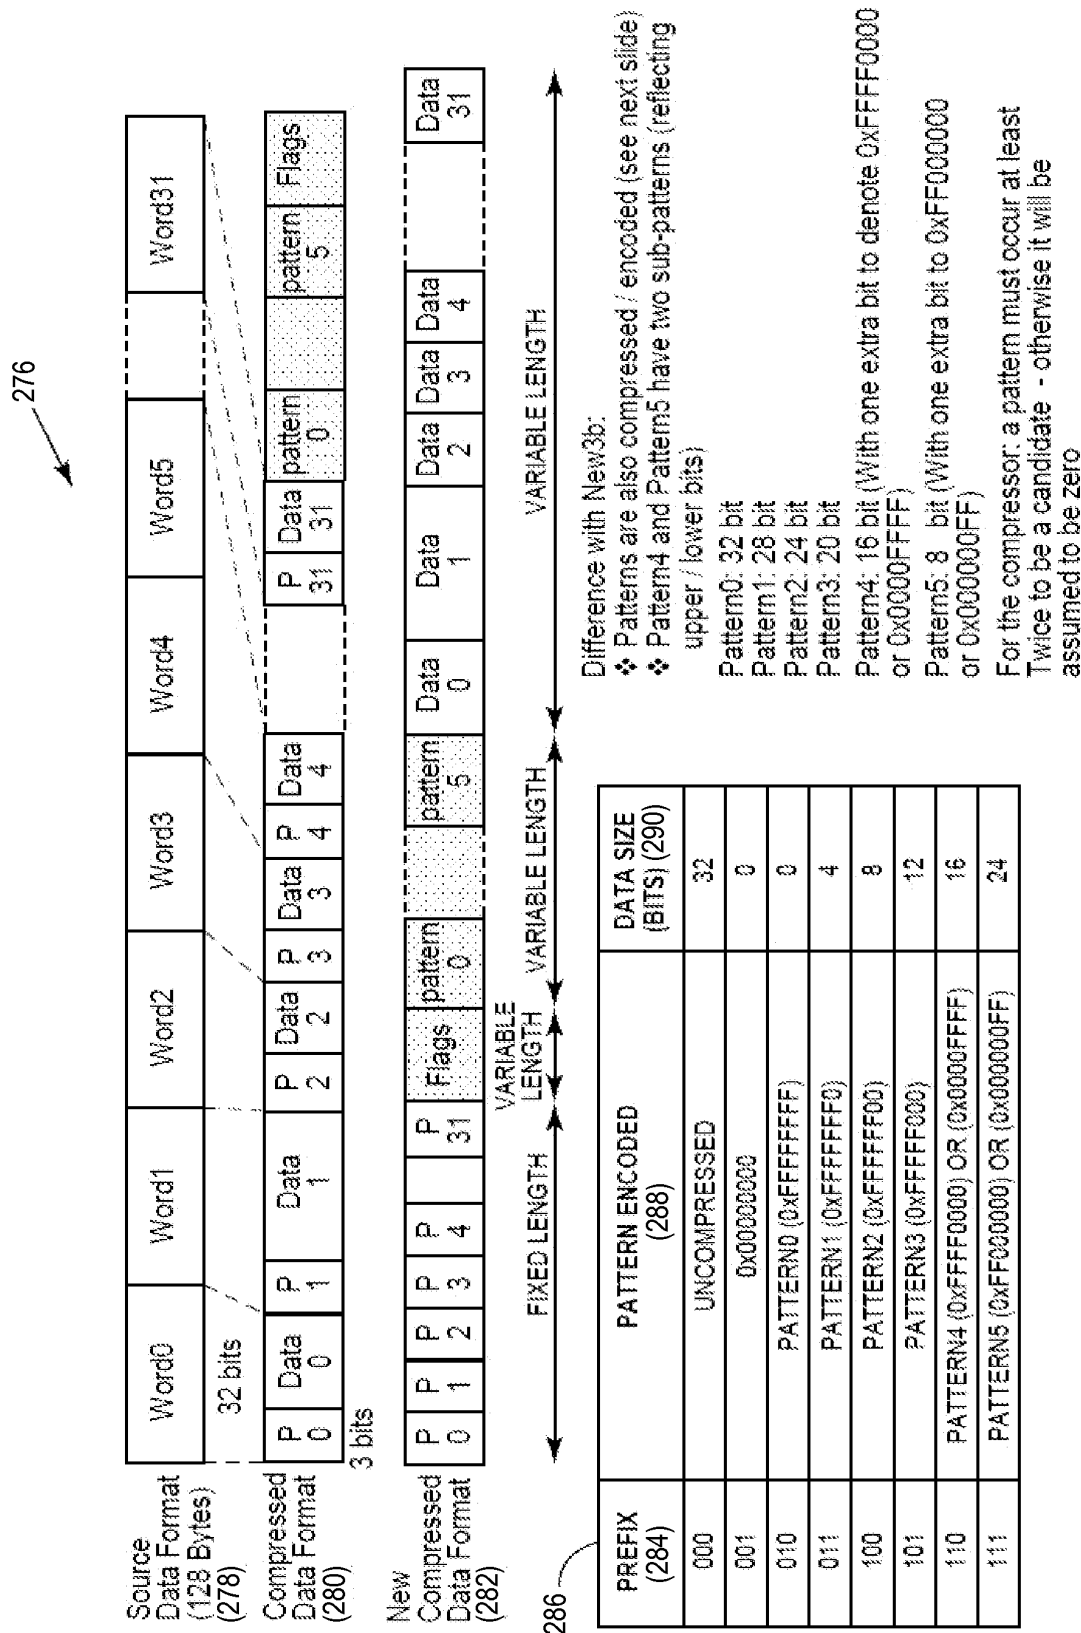 276
Source
Data Format
(128 Bytes)
(278)
Word0
Word1
Word2
Word3
Word4
Word5
Word31
32 bits
Compressed
Data Format
(280)
P 0
Data 0
P 1
Data 1
P 2
Data 2
P 3
Data 3
P 4
Data 4
P 31
Data 31
pattern 0
pattern 5
Flags
3 bits
New
Compressed
Data Format
(282)
P 0
P 1
P 2
P 3
P 4
P 31
Flags
pattern 0
pattern 5
Data 0
Data 1
Data 2
Data 3
Data 4
Data 31
FIXED LENGTH
VARIABLE
LENGTH
VARIABLE LENGTH
VARIABLE LENGTH
286
PREFIX (284) PATTERN ENCODED (288) DATA SIZE (BITS) (290)
000 UNCOMPRESSED 32
001 0x00000000 0
010 PATTERN0 (0xFFFFFFFF) 0
011 PATTERN1 (0xFFFFFFF0) 4
100 PATTERN2 (0xFFFFFF00) 8
101 PATTERN3 (0xFFFFF000) 12
110 PATTERN4 (0xFFFF0000) OR (0x0000FFFF) 16
111 PATTERN5 (0xFF000000) OR (0x000000FF) 24
Difference with New3b:
❖ Patterns are also compressed / encoded (see next slide)
❖ Pattern4 and Pattern5 have two sub-patterns (reflecting
upper / lower bits)
Pattern0: 32 bit
Pattern1: 28 bit
Pattern2: 24 bit
Pattern3: 20 bit
Pattern4: 16 bit (With one extra bit to denote 0xFFFF0000
or 0x0000FFFF)
Pattern5: 8 bit (With one extra bit to 0xFF000000
or 0x000000FF)
For the compressor: a pattern must occur at least
Twice to be a candidate - otherwise it will be
assumed to be zero